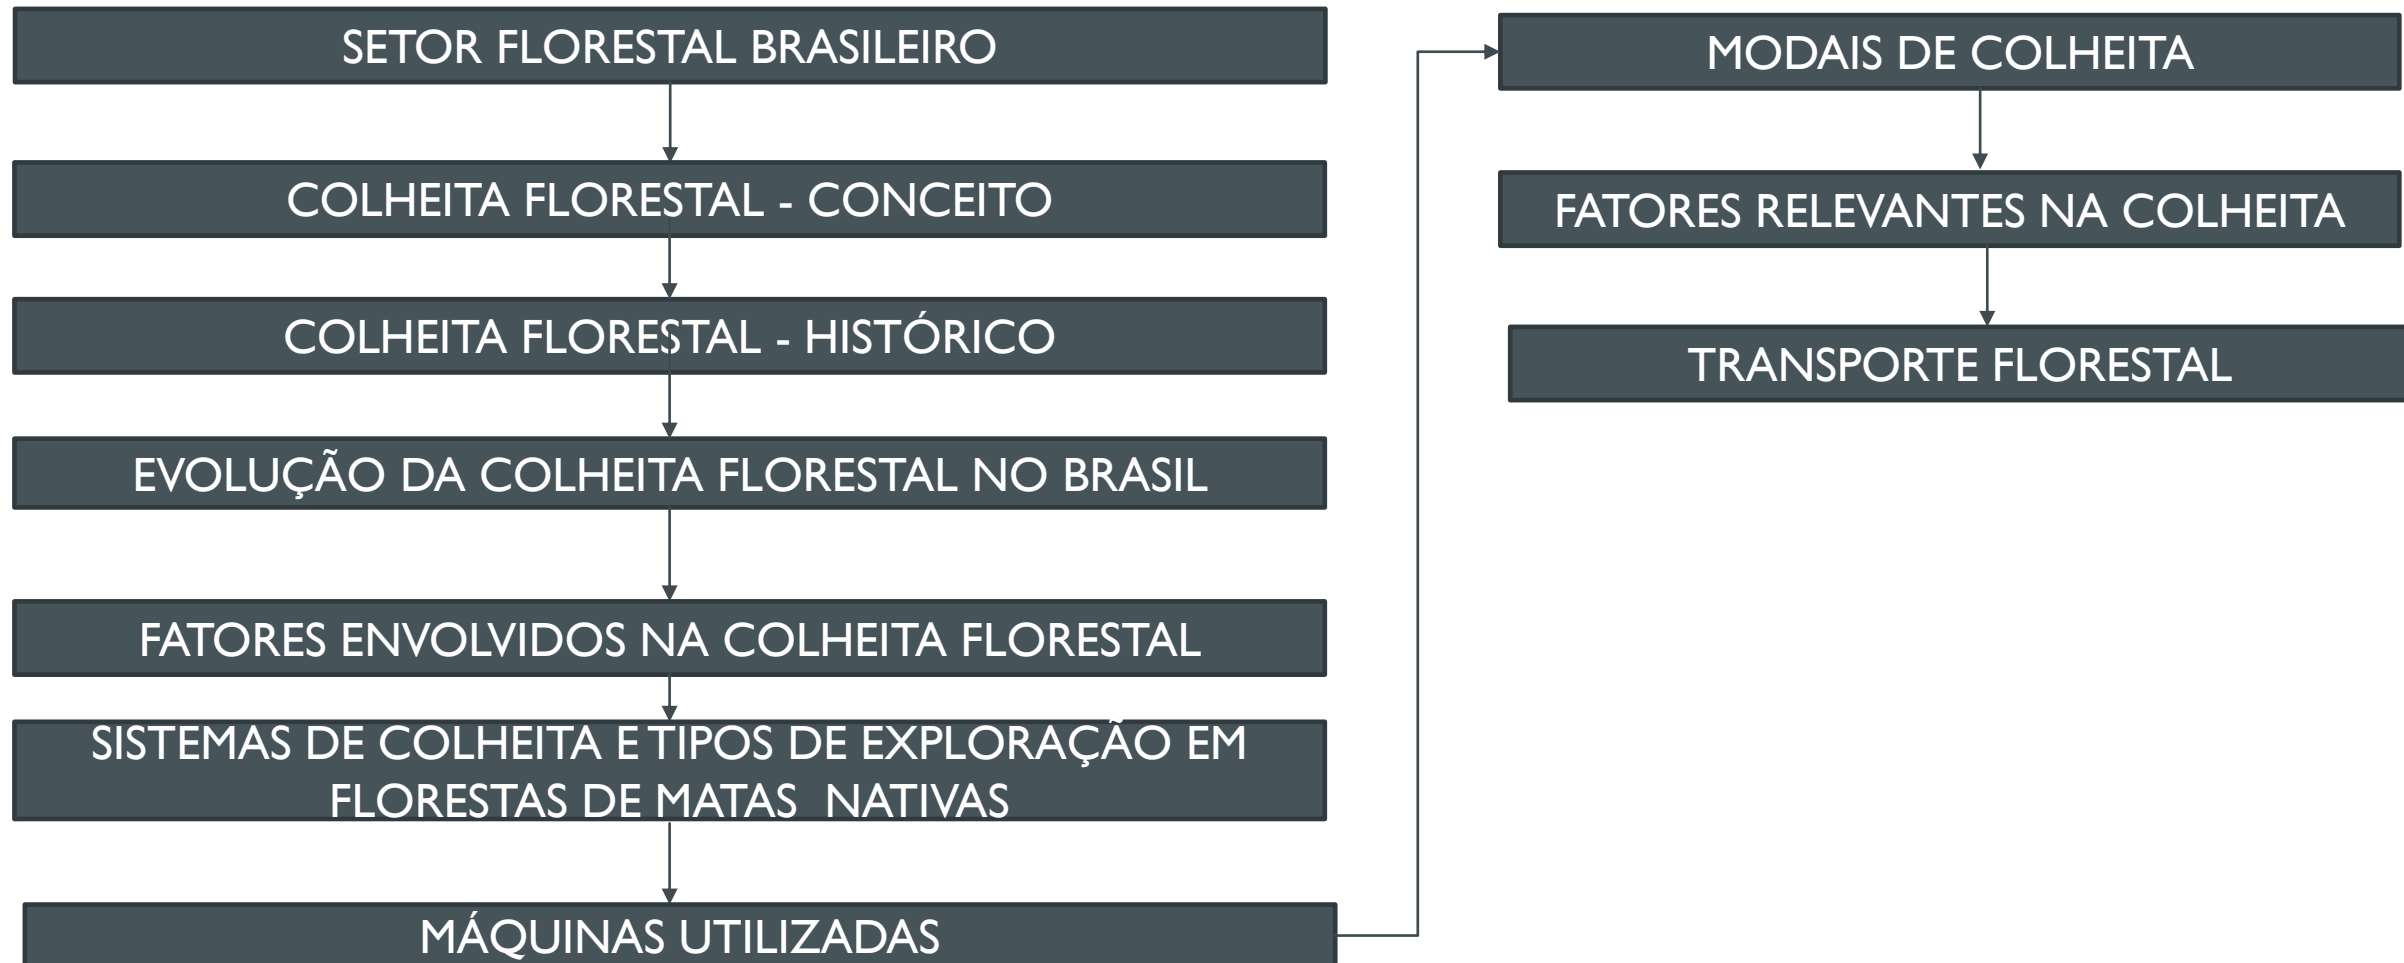 SETOR FLORESTAL BRASILEIRO
COLHEITA FLORESTAL - CONCEITO
COLHEITA FLORESTAL - HISTÓRICO
EVOLUÇÃO DA COLHEITA FLORESTAL NO BRASIL
FATORES ENVOLVIDOS NA COLHEITA FLORESTAL
SISTEMAS DE COLHEITA E TIPOS DE EXPLORAÇÃO EM
FLORESTAS DE MATAS NATIVAS
MÁQUINAS UTILIZADAS
MODAIS DE COLHEITA
FATORES RELEVANTES NA COLHEITA
TRANSPORTE FLORESTAL